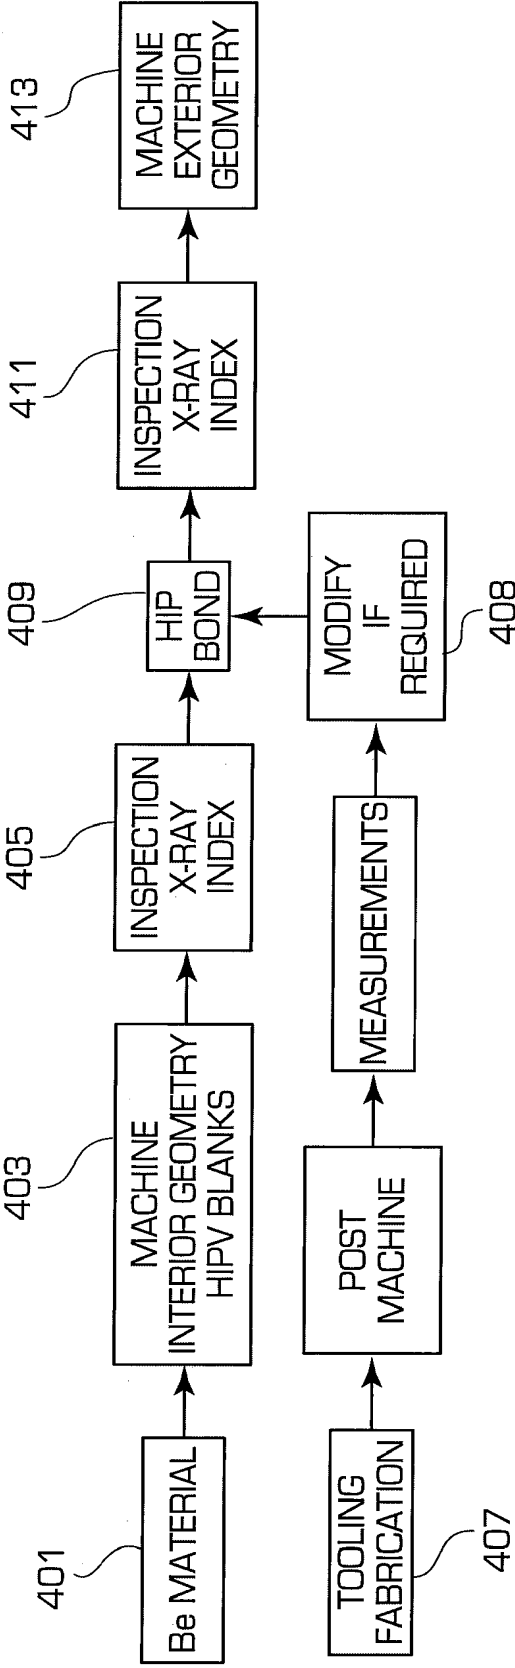 401
Be MATERIAL
403
MACHINE
INTERIOR GEOMETRY
HIPV BLANKS
405
INSPECTION
X-RAY
INDEX
409
HIP
BOND
411
INSPECTION
X-RAY
INDEX
413
MACHINE
EXTERIOR
GEOMETRY
TOOLING
FABRICATION
407
POST
MACHINE
MEASUREMENTS
MODIFY
IF
REQUIRED
408